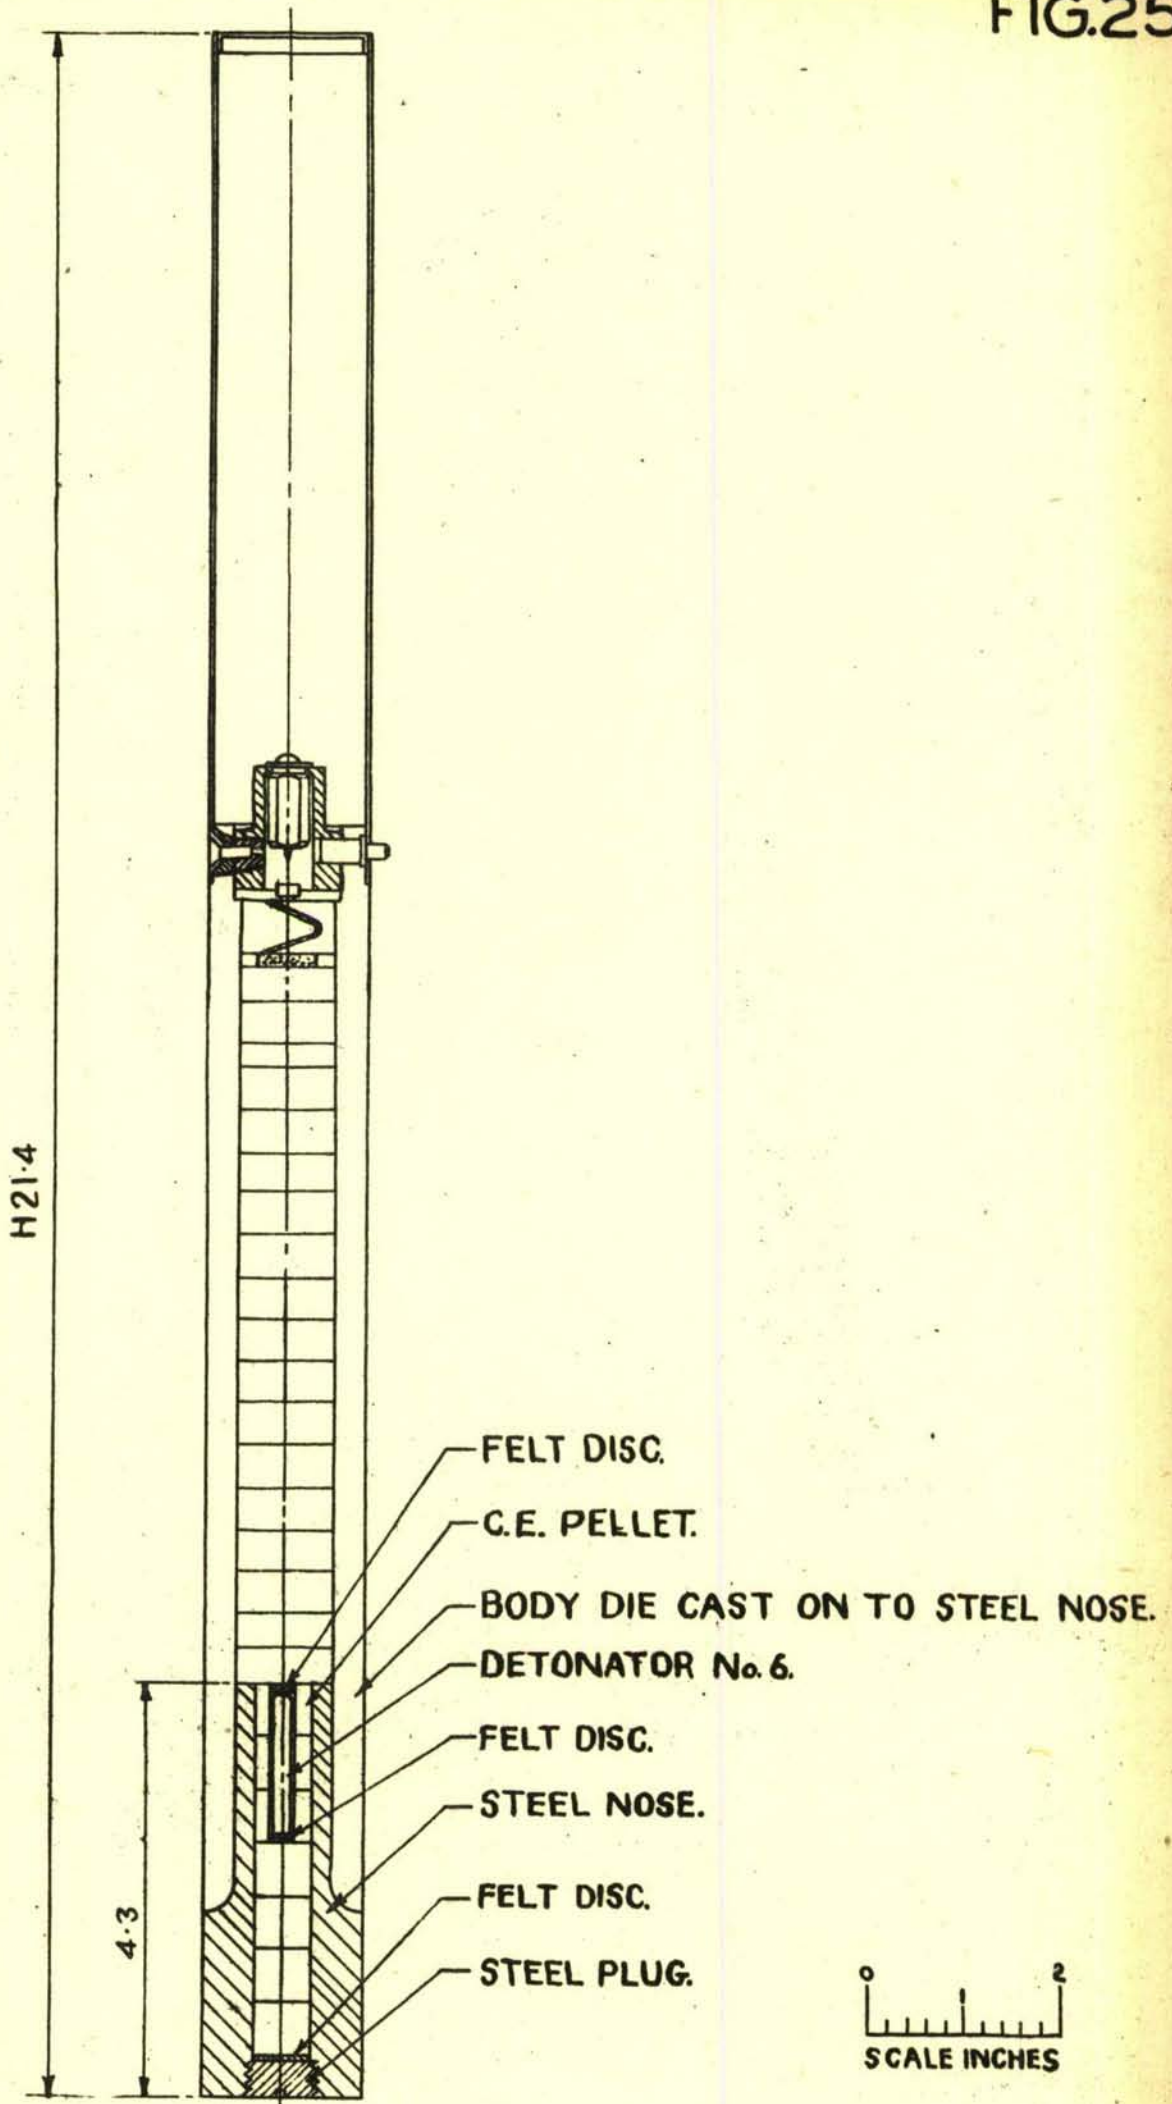 FIG.25
H21·4
FELT DISC.
C.E. PELLET.
BODY DIE CAST ON TO STEEL NOSE.
DETONATOR No.6.
FELT DISC.
STEEL NOSE.
FELT DISC.
STEEL PLUG.
4·3
0 1 2
SCALE INCHES